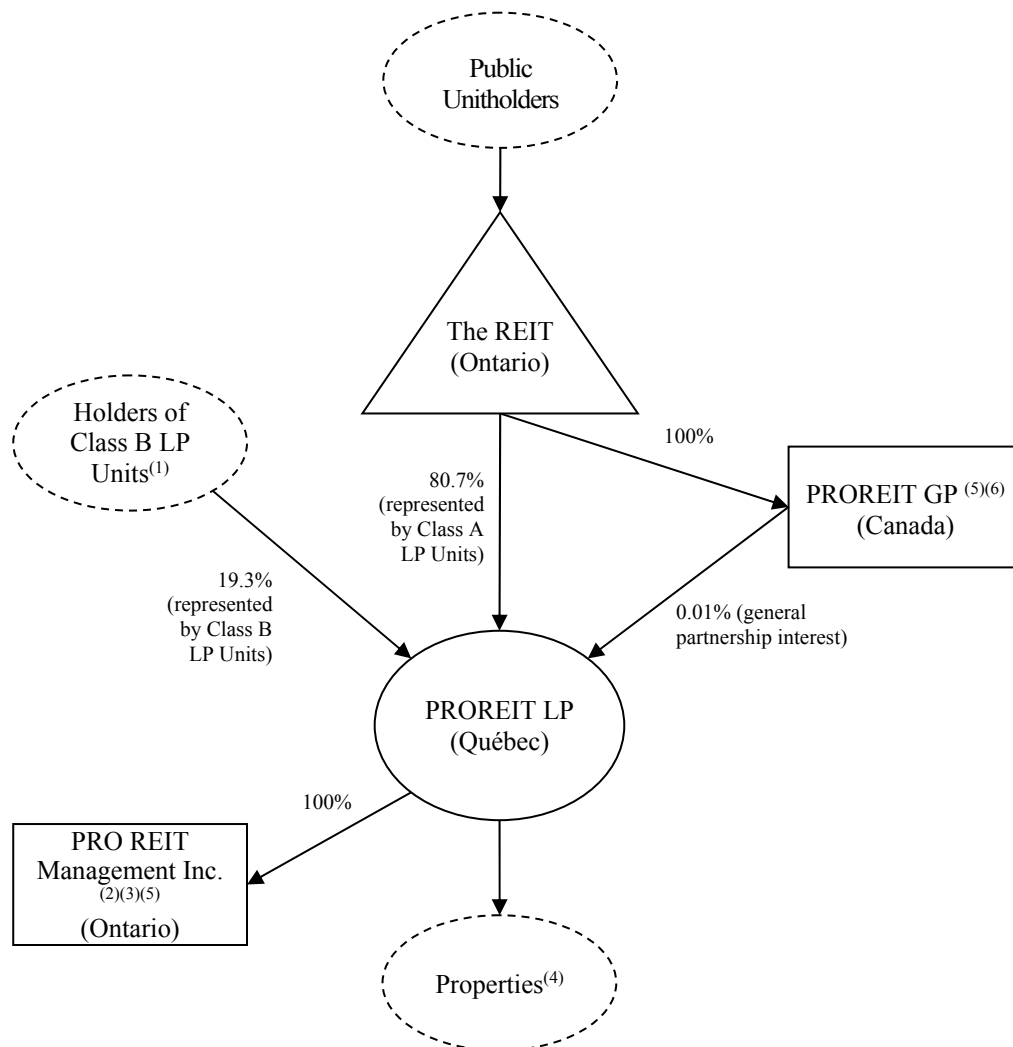 Public
Unitholders
The REIT
(Ontario)
Holders of
Class B LP
Units(1)
100%
80.7%
(represented
by Class A
LP Units)
PROREIT GP (5)(6)
(Canada)
19.3%
(represented
by Class B
LP Units)
0.01% (general
partnership interest)
PROREIT LP
(Québec)
100%
PRO REIT
Management Inc.
(2)(3)(5)
(Ontario)
Properties(4)